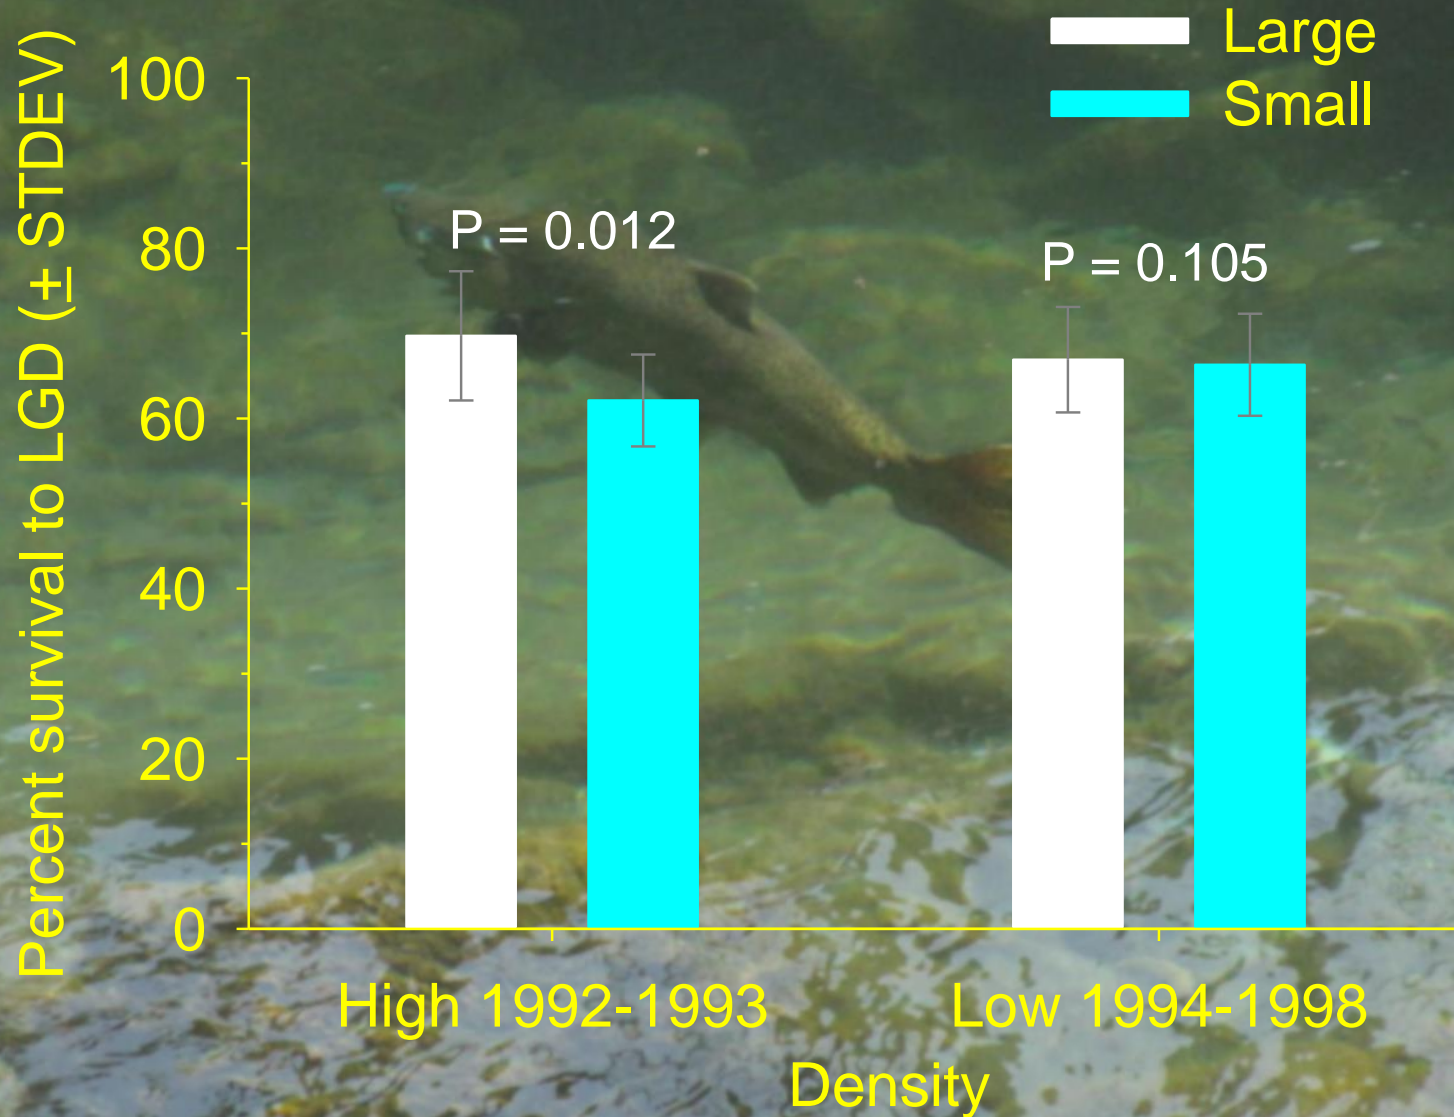 Large
Small
Percent survival to LGD (± STDEV)
100
80
60
40
20
0
P = 0.012
P = 0.105
High 1992-1993
Low 1994-1998
Density